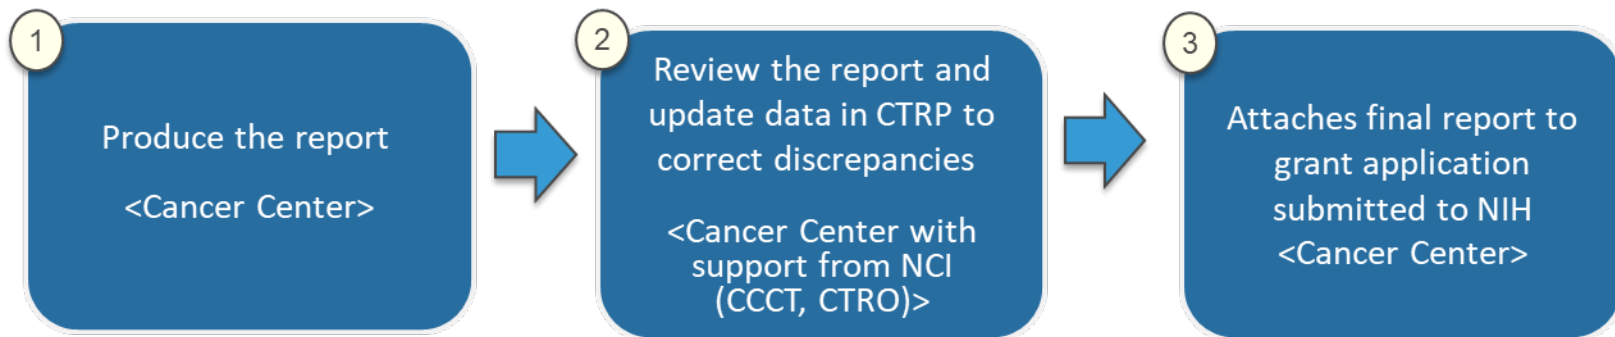 1
Produce the report
<Cancer Center>
2
Review the report and
update data in CTRP to
correct discrepancies
<Cancer Center with
support from NCI
(CCCT, CTRO)>
3
Attaches final report to
grant application
submitted to NIH
<Cancer Center>